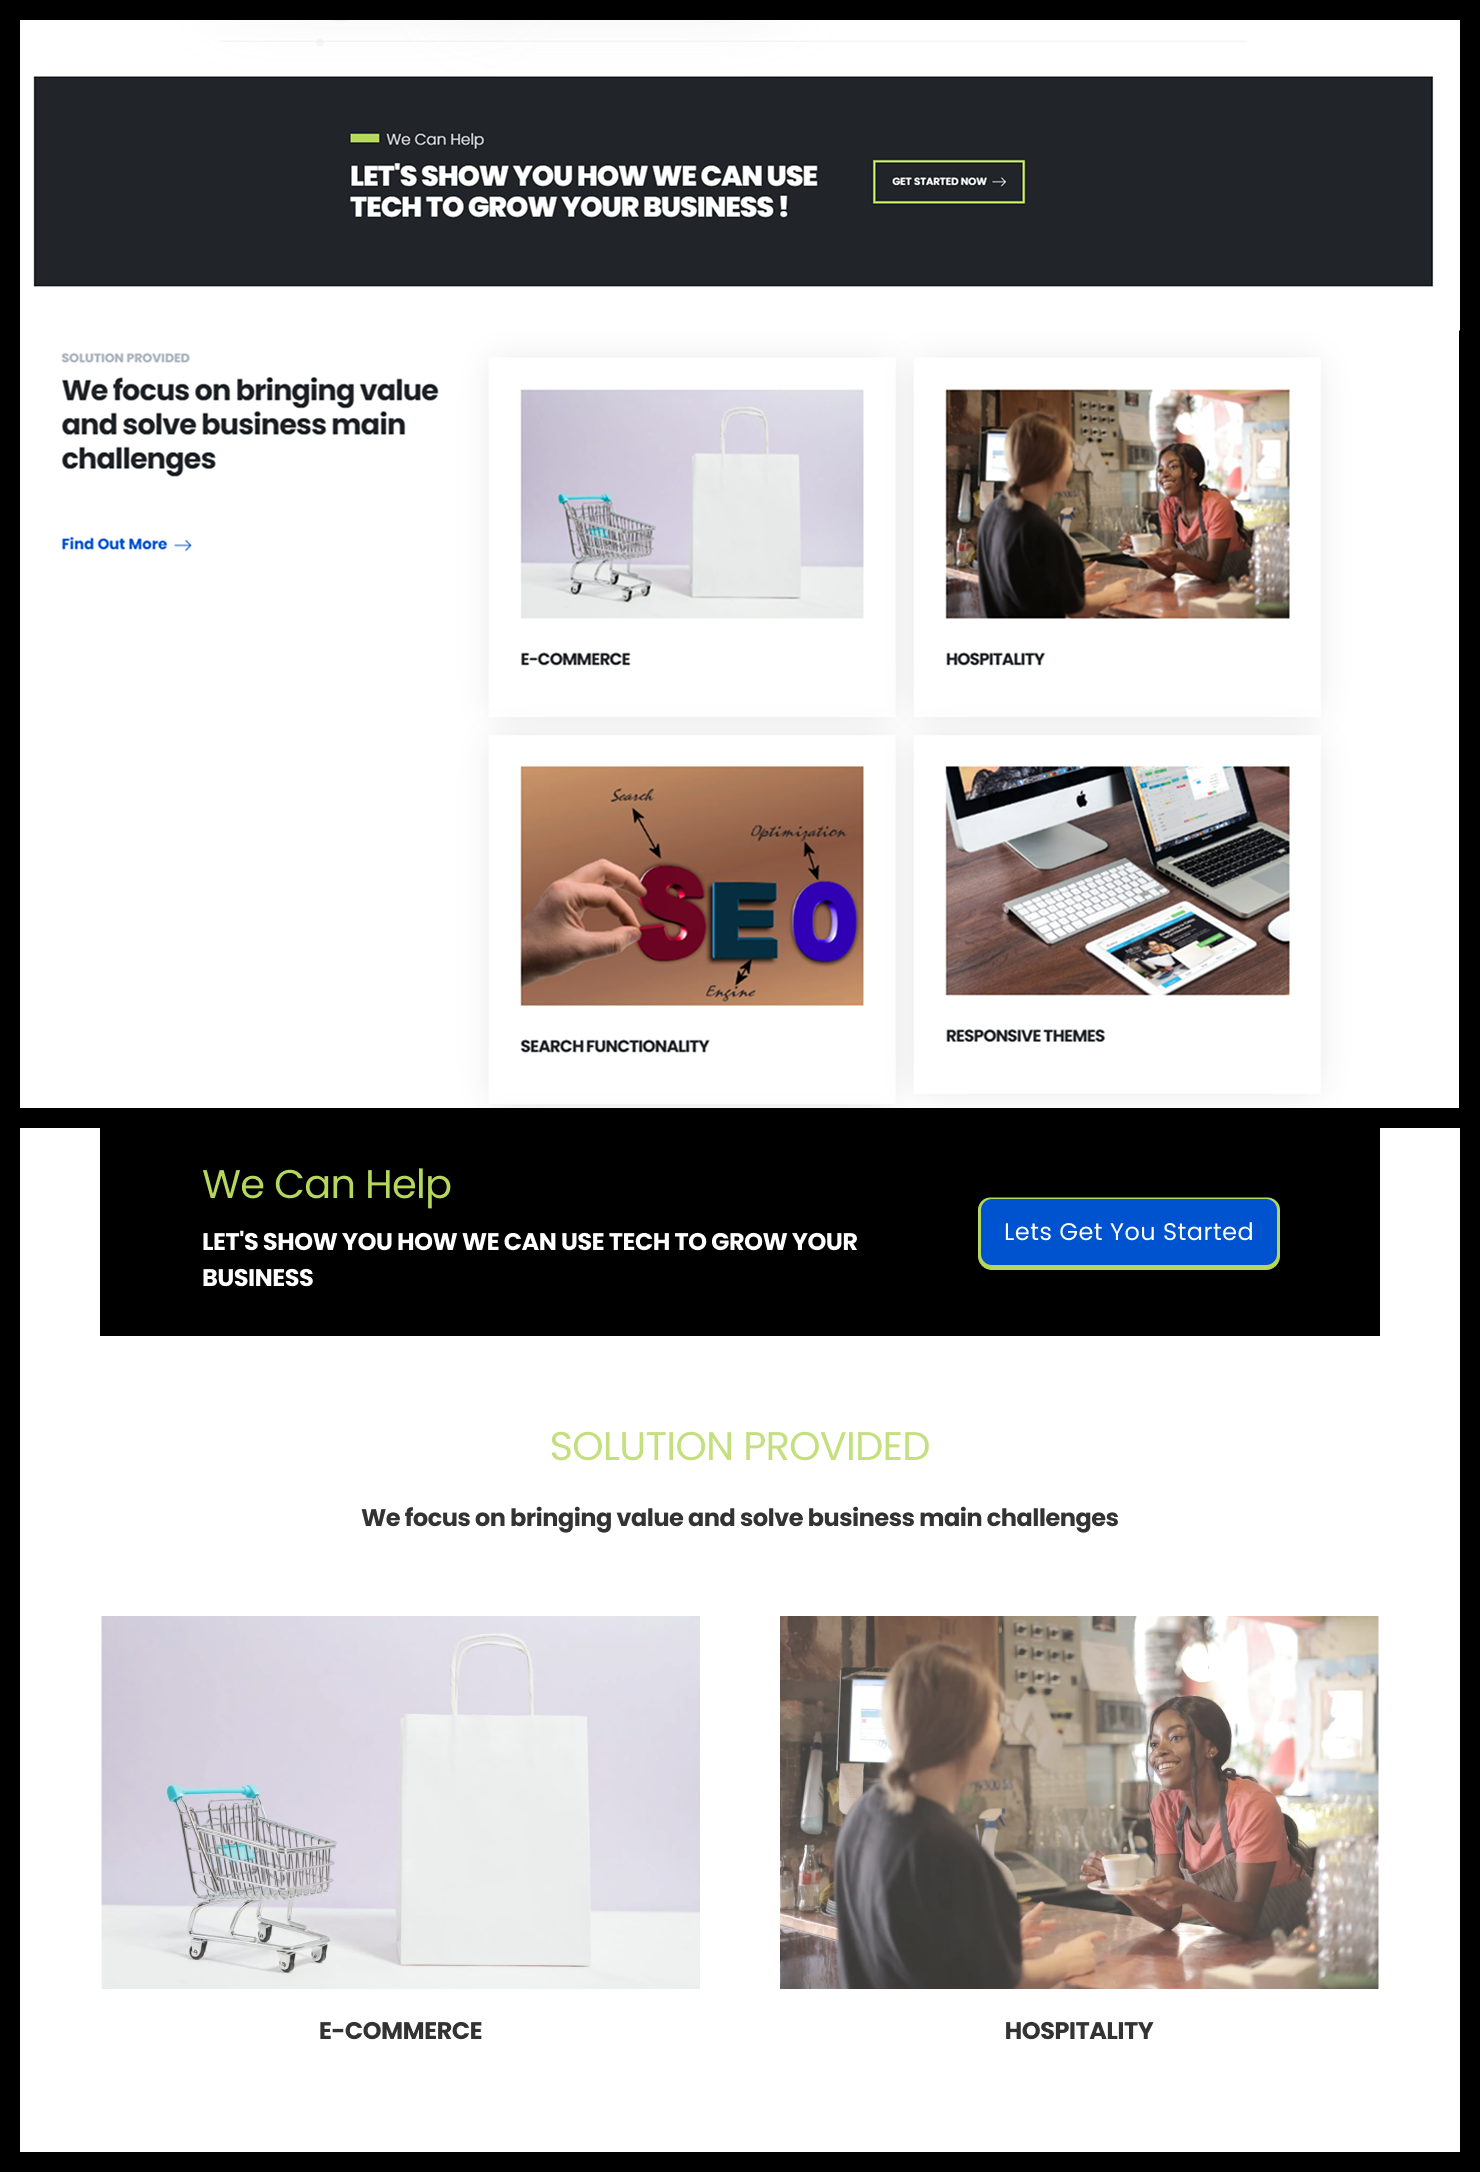 We Can Help
LET'S SHOW YOU HOW WE CAN USE
TECH TO GROW YOUR BUSINESS !
GET STARTED NOW →
SOLUTION PROVIDED
We focus on bringing value
and solve business main
challenges
Find Out More →
E-COMMERCE
HOSPITALITY
Search
Optimization
SEO
Engine
SEARCH FUNCTIONALITY
RESPONSIVE THEMES
We Can Help
LET'S SHOW YOU HOW WE CAN USE TECH TO GROW YOUR
BUSINESS
Lets Get You Started
SOLUTION PROVIDED
We focus on bringing value and solve business main challenges
E-COMMERCE
HOSPITALITY